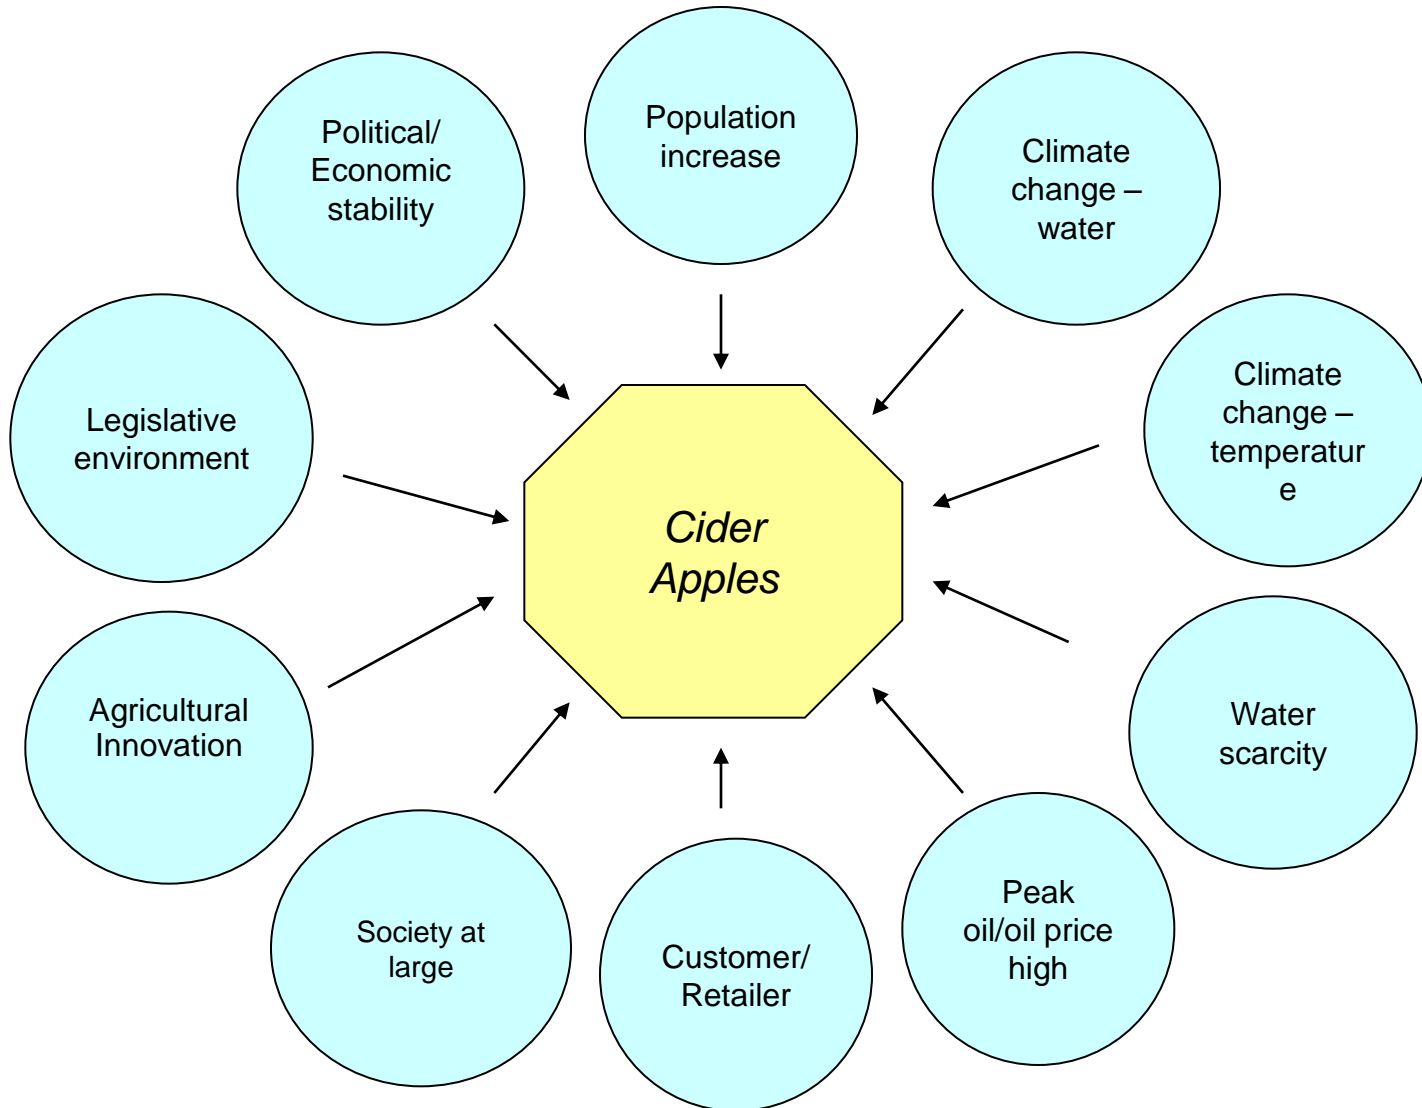 Population
increase
Political/
Economic
stability
Climate
change –
water
Legislative
environment
Climate
change –
temperatur
e
Cider
Apples
Agricultural
Innovation
Water
scarcity
Society at
large
Customer/
Retailer
Peak
oil/oil price
high